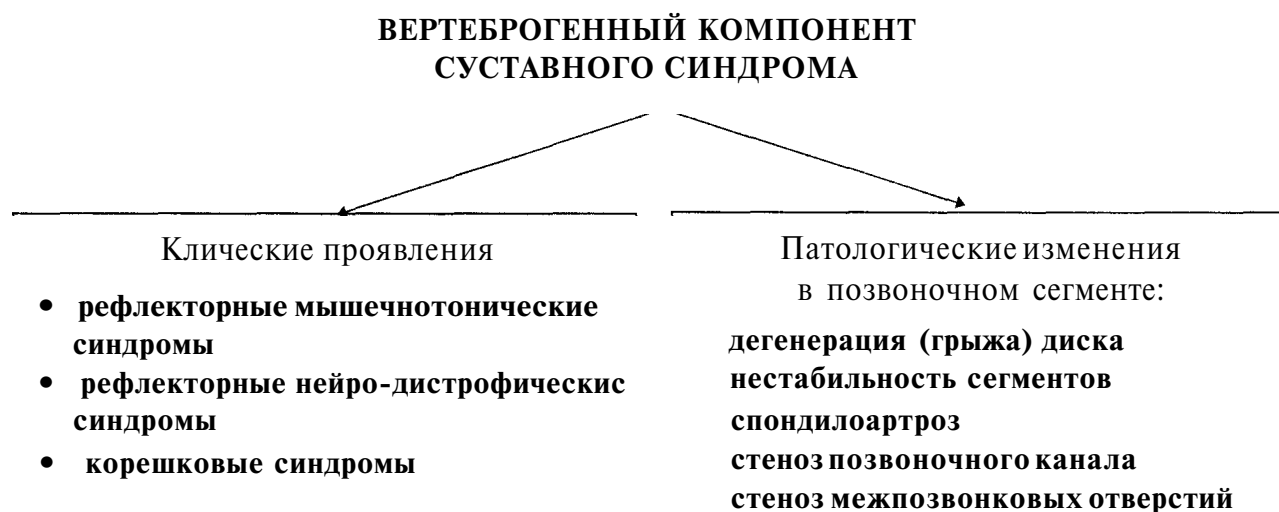 ВЕРТЕБРОГЕННЫЙ КОМПОНЕНТ
СУСТАВНОГО СИНДРОМА
Клические проявления
• рефлекторные мышечнотонические
синдромы
• рефлекторные нейро-дистрофическис
синдромы
• корешковые синдромы
Патологические изменения
в позвоночном сегменте:
дегенерация (грыжа) диска
нестабильность сегментов
спондилоартроз
стеноз позвоночного канала
стеноз межпозвонковых отверстий